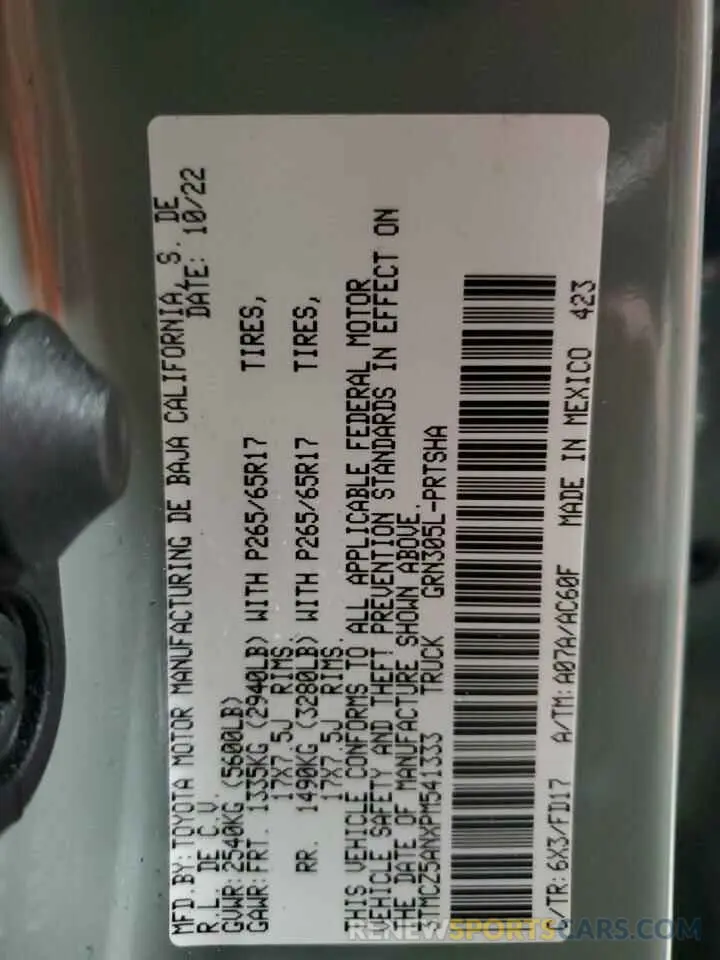 MFD.BY:TOYOTA MOTOR MANUFACTURING DE BAJA CALIFORNIA, S. DE
R.L. DE C.V. DATE: 10/22
GVWR:2540KG (5600LB)
GAWR:FRT. 1335KG (2940LB) WITH P265/65R17 TIRES,
17X7.5J RIMS.
RR. 1490KG (3280LB) WITH P265/65R17 TIRES,
17X7.5J RIMS.
THIS VEHICLE CONFORMS TO ALL APPLICABLE FEDERAL MOTOR
VEHICLE SAFETY AND THEFT PREVENTION STANDARDS IN EFFECT ON
THE DATE OF MANUFACTURE SHOWN ABOVE.
3TMCZ5ANXPM541333 TRUCK GRN305L-PRTSHA
/TR:6X3/FD17 A/TM:A07A/AC60F MADE IN MEXICO 423
RENEWSPORTSCARS.COM